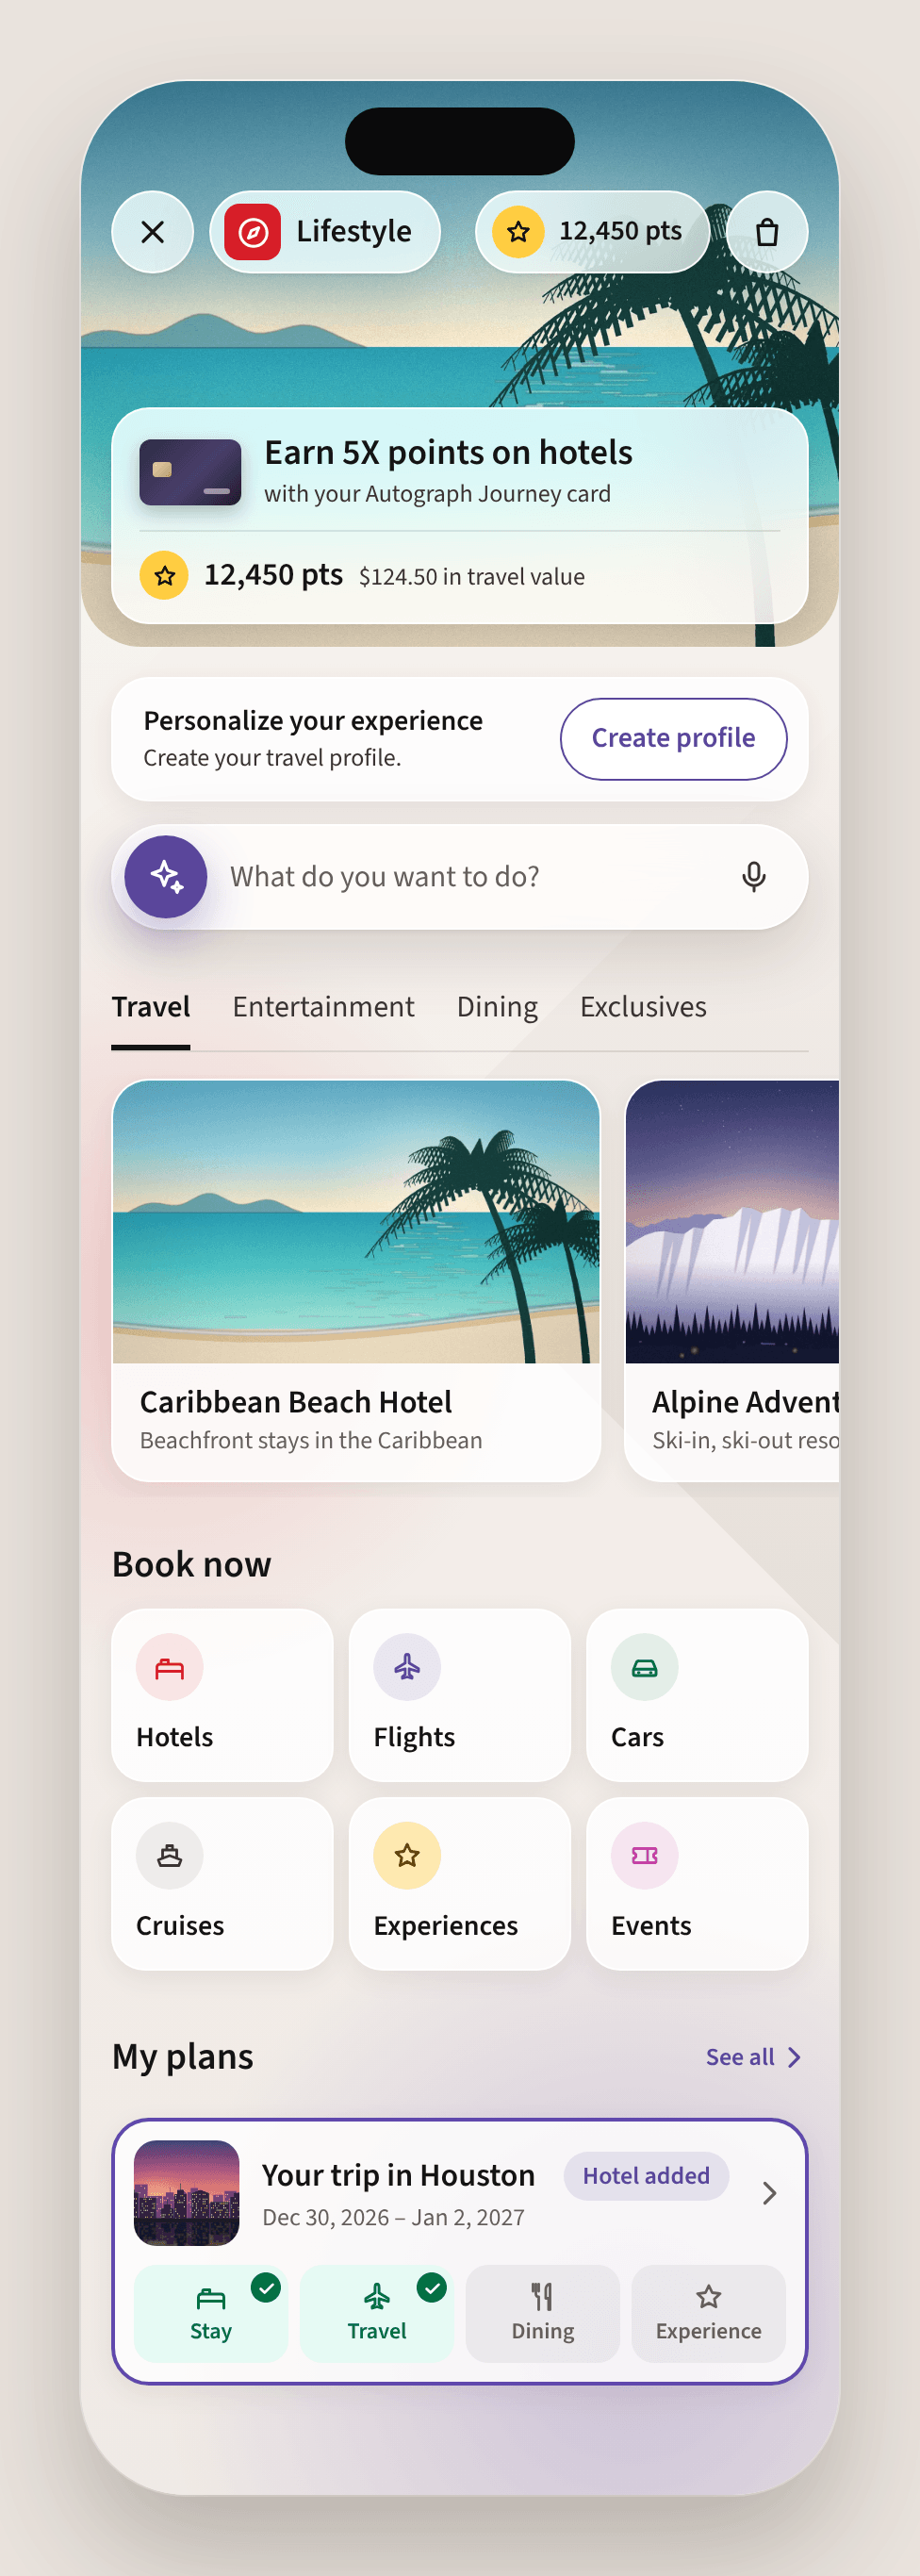 Lifestyle
12,450 pts
Earn 5X points on hotels
with your Autograph Journey card
12,450 pts $124.50 in travel value
Personalize your experience
Create your travel profile.
Create profile
What do you want to do?
Travel Entertainment Dining Exclusives
Caribbean Beach Hotel
Beachfront stays in the Caribbean
Alpine Advent
Ski-in, ski-out reso
Book now
Hotels Flights Cars
Cruises Experiences Events
My plans See all
Your trip in Houston Hotel added
Dec 30, 2026 – Jan 2, 2027
Stay Travel Dining Experience